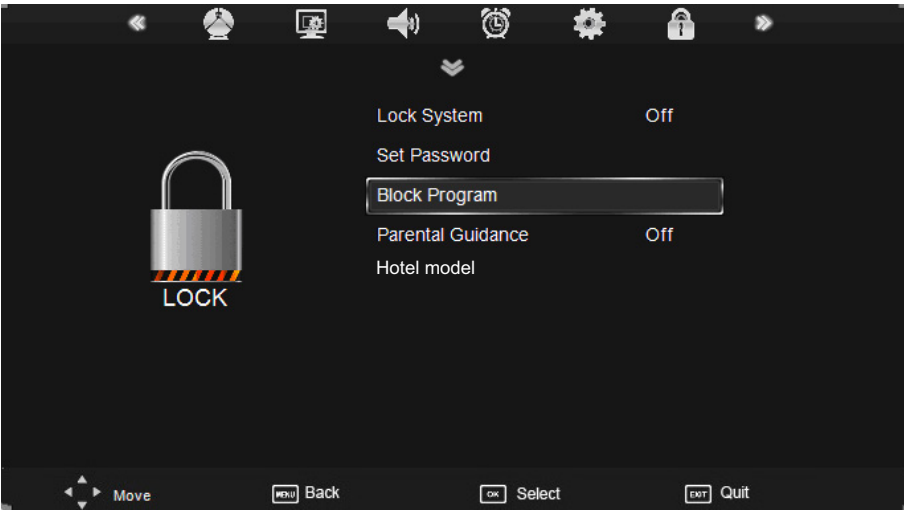 Lock System Off
Set Password
Block Program
Parental Guidance Off
Hotel model
LOCK
Move MENU Back OK Select EXIT Quit